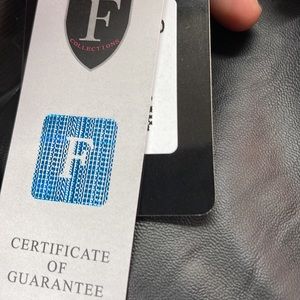 F
COLLECTIONS
F
CERTIFICATE
OF
GUARANTEE